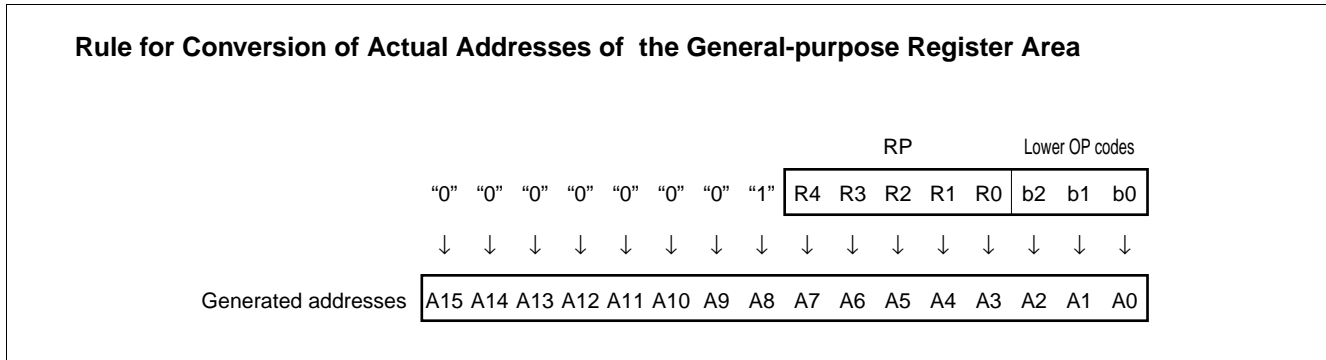 Rule for Conversion of Actual Addresses of the General-purpose Register Area
RP Lower OP codes
“0” “0” “0” “0” “0” “0” “0” “1” R4 R3 R2 R1 R0 b2 b1 b0
↓ ↓ ↓ ↓ ↓ ↓ ↓ ↓ ↓ ↓ ↓ ↓ ↓ ↓ ↓ ↓
Generated addresses A15 A14 A13 A12 A11 A10 A9 A8 A7 A6 A5 A4 A3 A2 A1 A0